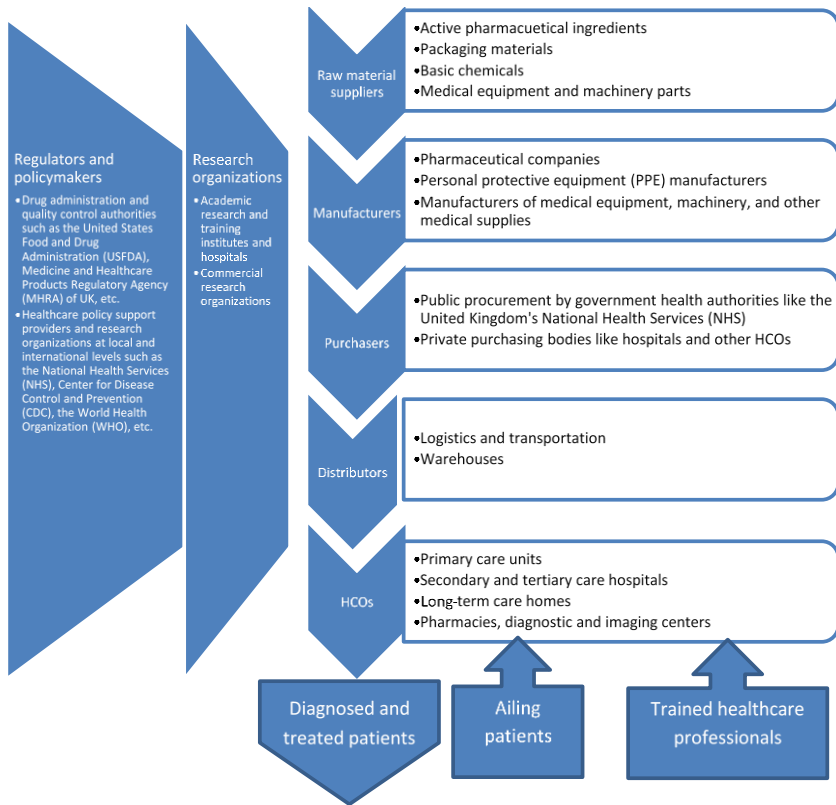 Regulators and
policymakers
•Drug administration and
quality control authorities
such as the United States
Food and Drug
Administration (USFDA),
Medicine and Healthcare
Products Regulatory Agency
(MHRA) of UK, etc.
•Healthcare policy support
providers and research
organizations at local and
international levels such as
the National Health Services
(NHS), Center for Disease
Control and Prevention
(CDC), the World Health
Organization (WHO), etc.
Research
organizations
•Academic
research and
training
institutes and
hospitals
•Commercial
research
organizations
Raw material
suppliers
•Active pharmacuetical ingredients
•Packaging materials
•Basic chemicals
•Medical equipment and machinery parts
Manufacturers
•Pharmaceutical companies
•Personal protective equipment (PPE) manufacturers
•Manufacturers of medical equipment, machinery, and other
medical supplies
Purchasers
•Public procurement by government health authorities like the
United Kingdom's National Health Services (NHS)
•Private purchasing bodies like hospitals and other HCOs
Distributors
•Logistics and transportation
•Warehouses
HCOs
•Primary care units
•Secondary and tertiary care hospitals
•Long-term care homes
•Pharmacies, diagnostic and imaging centers
Diagnosed and
treated patients
Ailing
patients
Trained healthcare
professionals